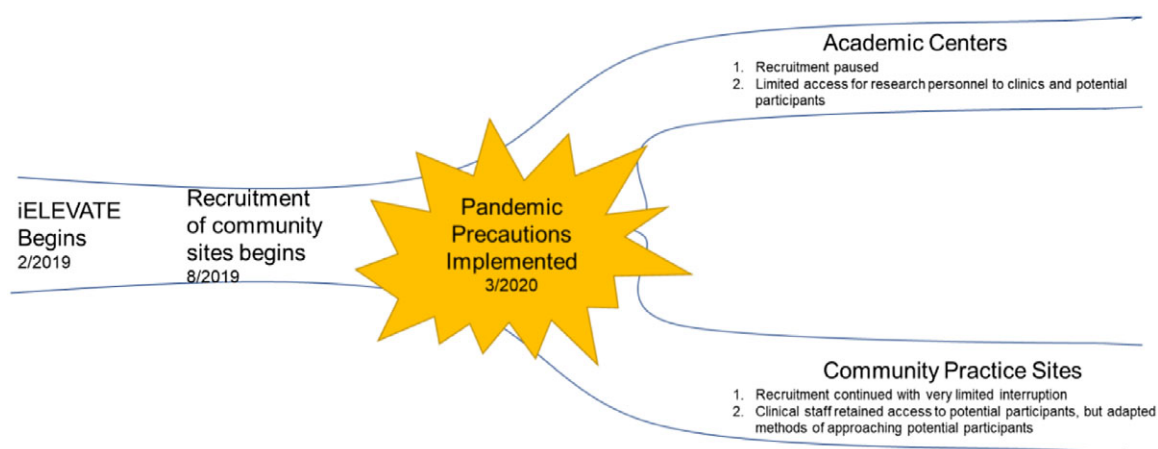 iELEVATE
Begins
2/2019
Recruitment
of community
sites begins
8/2019
Pandemic
Precautions
Implemented
3/2020
Academic Centers
1. Recruitment paused
2. Limited access for research personnel to clinics and potential
participants
Community Practice Sites
1. Recruitment continued with very limited interruption
2. Clinical staff retained access to potential participants, but adapted
methods of approaching potential participants